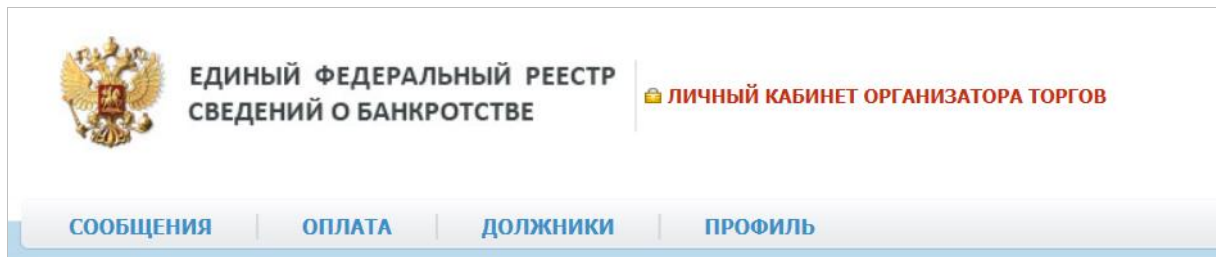 ЕДИНЫЙ ФЕДЕРАЛЬНЫЙ РЕЕСТР
СВЕДЕНИЙ О БАНКРОТСТВЕ
ЛИЧНЫЙ КАБИНЕТ ОРГАНИЗАТОРА ТОРГОВ
СООБЩЕНИЯ ОПЛАТА ДОЛЖНИКИ ПРОФИЛЬ